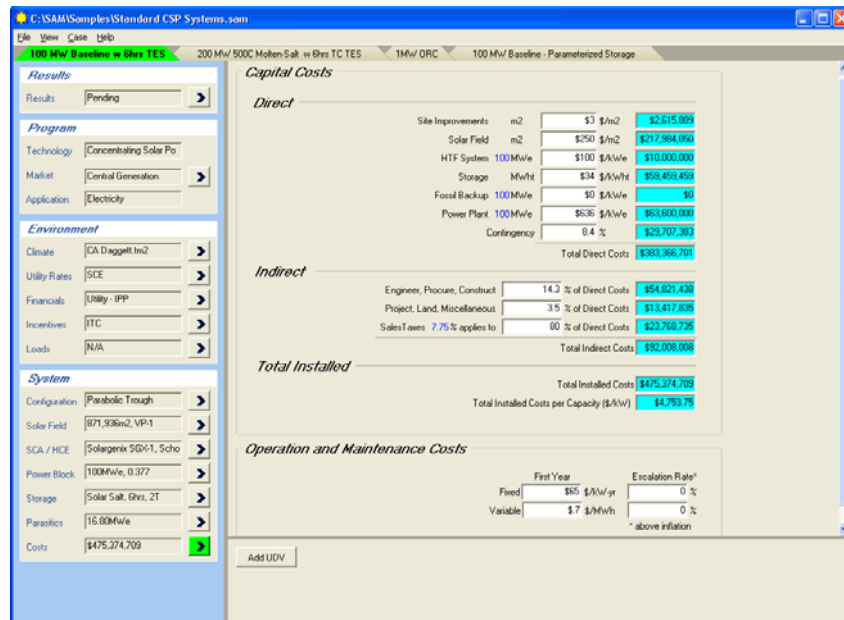 C:\SAM\Samples\Standard CSP Systems.sam
File View Case Help
100 MW Baseline w 6hrs TES 200 MW 500C Molten-Salt w 6hrs TC TES 1MW ORC 100 MW Baseline - Parameterized Storage
Results
Results Pending
Program
Technology Concentrating Solar Po
Market Central Generation
Application Electricity
Environment
Climate CA Daggett.tm2
Utility Rates SCE
Financials Utility - IPP
Incentives ITC
Loads N/A
System
Configuration Parabolic Trough
Solar Field 871,936m2, VP-1
SCA / HCE Solargenix SGX-1, Scho
Power Block 100MWe, 0.377
Storage Solar Salt, 6hrs, 2T
Parasitics 16.80MWe
Costs $475,374,709
Capital Costs
Direct
Site Improvements m2 $3 $/m2 $2,615,809
Solar Field m2 $250 $/m2 $217,984,050
HTF System 100 MWe $100 $/kWe $10,000,000
Storage MWht $34 $/kWht $59,459,459
Fossil Backup 100 MWe $0 $/kWe $0
Power Plant 100 MWe $636 $/kWe $63,600,000
Contingency 8.4 % $29,707,383
Total Direct Costs $383,366,701
Indirect
Engineer, Procure, Construct 14.3 % of Direct Costs $54,821,438
Project, Land, Miscellaneous 3.5 % of Direct Costs $13,417,835
SalesTaxes 7.75 % applies to 80 % of Direct Costs $23,768,735
Total Indirect Costs $92,008,008
Total Installed
Total Installed Costs $475,374,709
Total Installed Costs per Capacity ($/kW) $4,753.75
Operation and Maintenance Costs
First Year Escalation Rate*
Fixed $65 $/kW-yr 0 %
Variable $.7 $/MWh 0 %
* above inflation
Add UDV